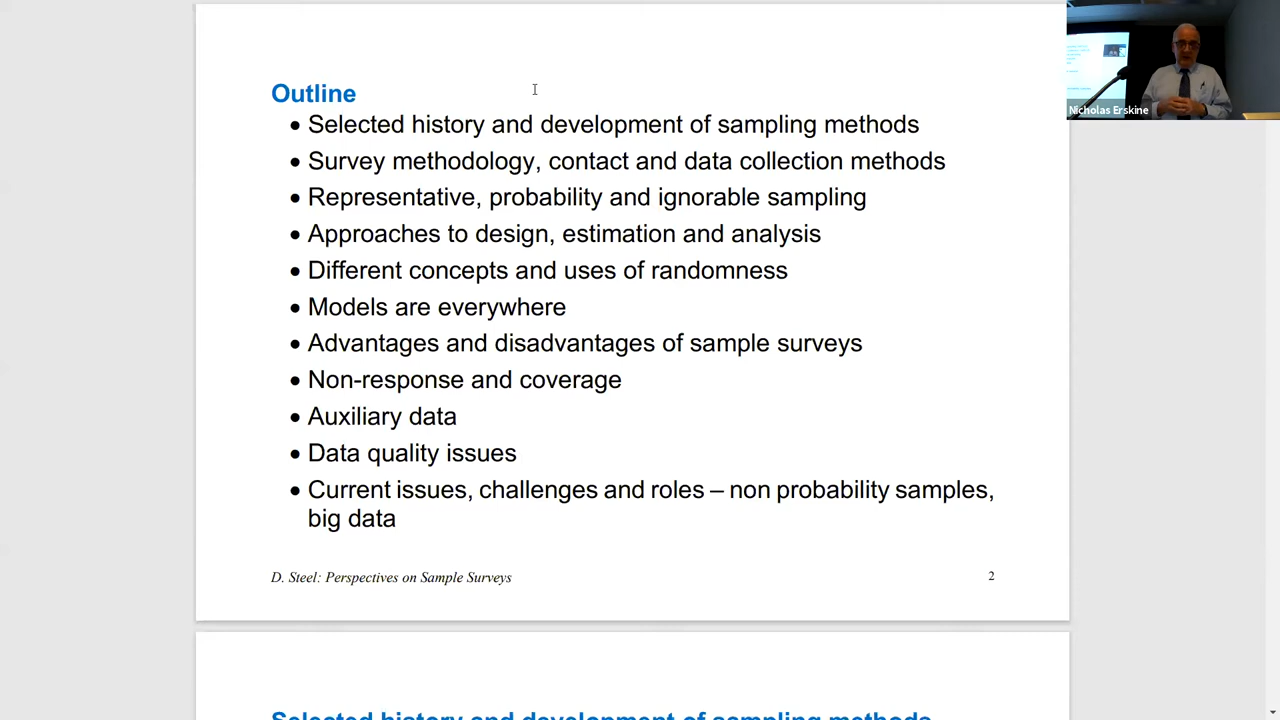 Outline
• Selected history and development of sampling methods
• Survey methodology, contact and data collection methods
• Representative, probability and ignorable sampling
• Approaches to design, estimation and analysis
• Different concepts and uses of randomness
• Models are everywhere
• Advantages and disadvantages of sample surveys
• Non-response and coverage
• Auxiliary data
• Data quality issues
• Current issues, challenges and roles – non probability samples,
big data
D. Steel: Perspectives on Sample Surveys
2
Selected history and development of sampling methods
Nicholas Erskine